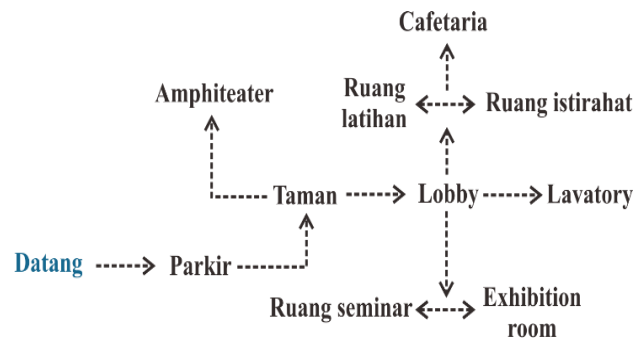 Cafetaria
Amphiteater
Ruang
latihan
Ruang istirahat
Taman
Lobby
Lavatory
Datang
Parkir
Ruang seminar
Exhibition
room